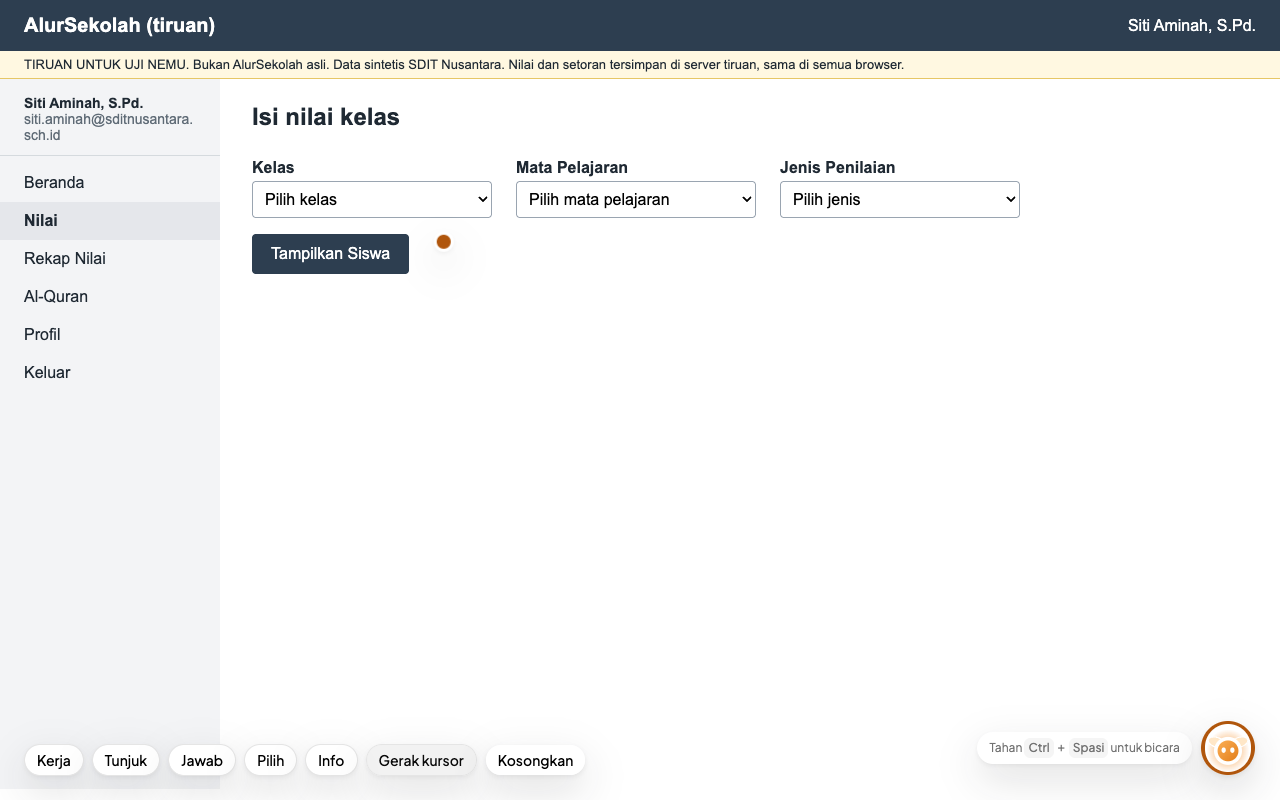 AlurSekolah (tiruan)
Siti Aminah, S.Pd.
TIRUAN UNTUK UJI NEMU. Bukan AlurSekolah asli. Data sintetis SDIT Nusantara. Nilai dan setoran tersimpan di server tiruan, sama di semua browser.
Siti Aminah, S.Pd.
siti.aminah@sditnusantara.
sch.id
Beranda
Nilai
Rekap Nilai
Al-Quran
Profil
Keluar
Isi nilai kelas
Kelas Mata Pelajaran Jenis Penilaian
Pilih kelas Pilih mata pelajaran Pilih jenis
Tampilkan Siswa
Kerja Tunjuk Jawab Pilih Info Gerak kursor Kosongkan
Tahan Ctrl + Spasi untuk bicara